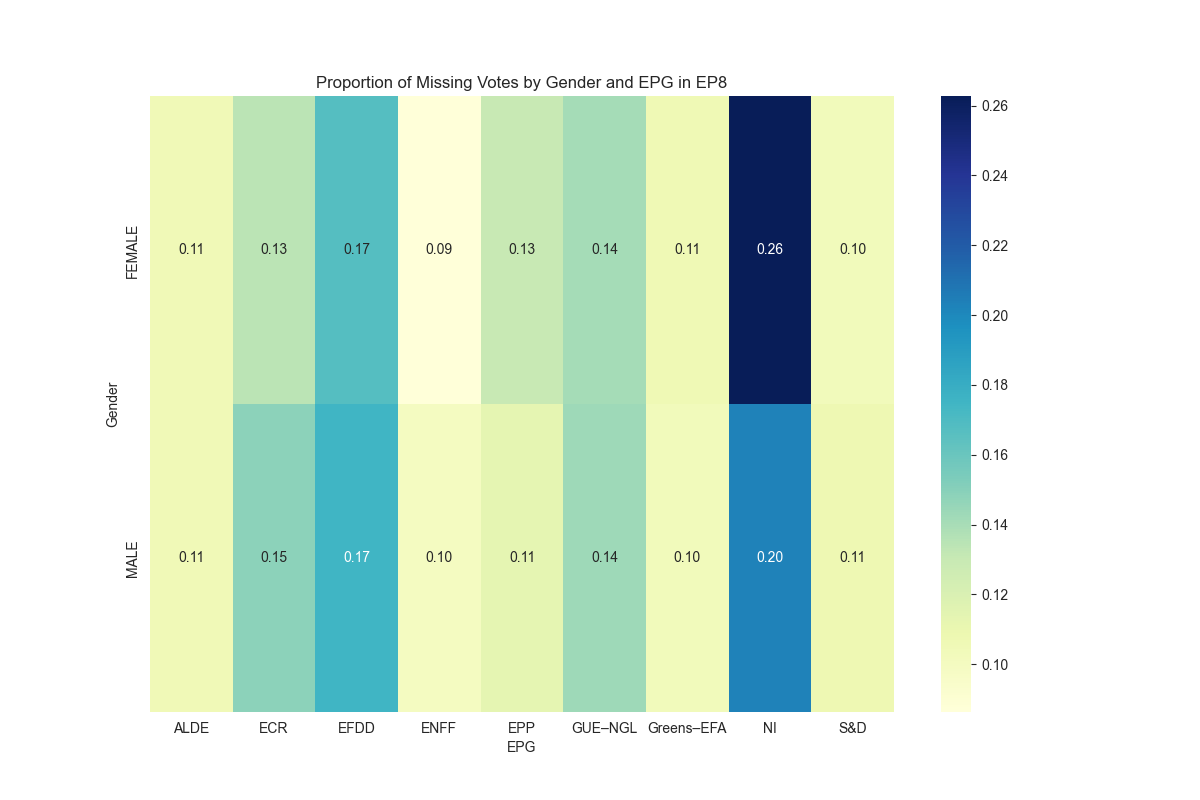 Proportion of Missing Votes by Gender and EPG in EP8
Gender
FEMALE
0.11 0.13 0.17 0.09 0.13 0.14 0.11 0.26 0.10
MALE
0.11 0.15 0.17 0.10 0.11 0.14 0.10 0.20 0.11
ALDE ECR EFDD ENFF EPP GUE–NGL Greens–EFA NI S&D
EPG
0.26
0.24
0.22
0.20
0.18
0.16
0.14
0.12
0.10